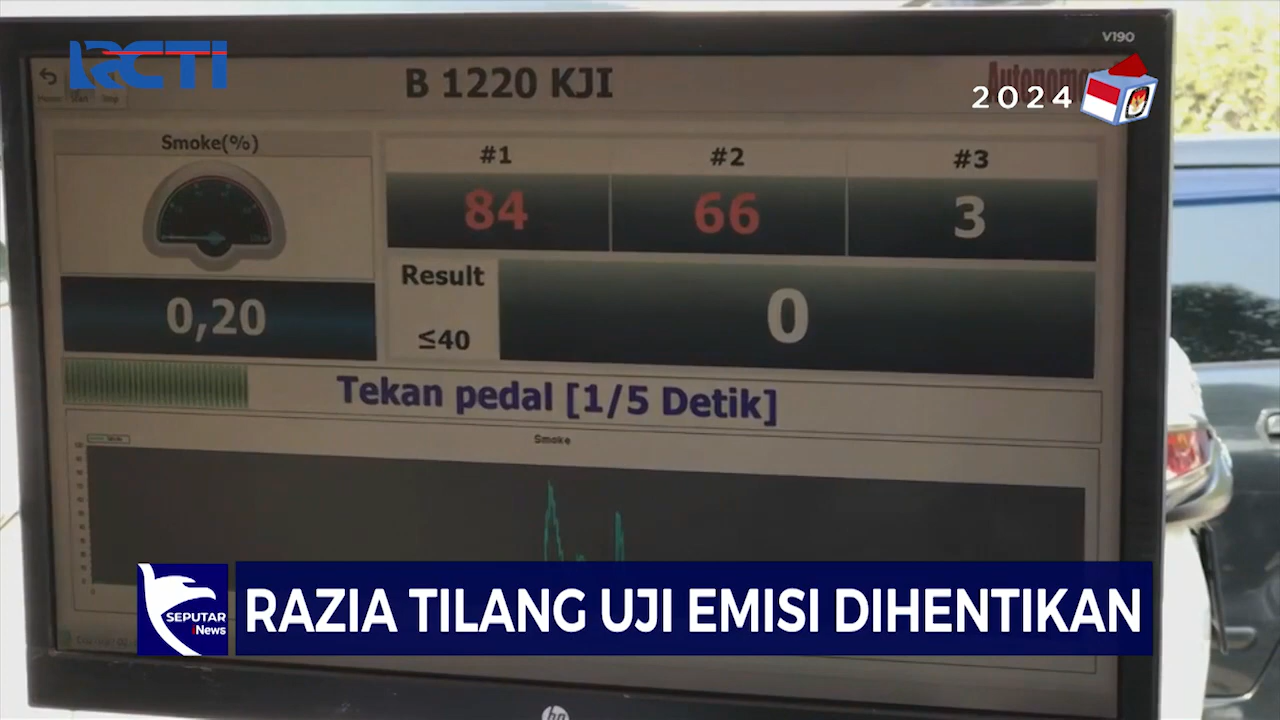 V190
RCTI
B 1220 KJI
2024
Smoke(%)
#1
#2
#3
84
66
3
Result
≤40
0
0,20
Tekan pedal [1/5 Detik]
Smoke
SEPUTAR
iNews
RAZIA TILANG UJI EMISI DIHENTIKAN
hp